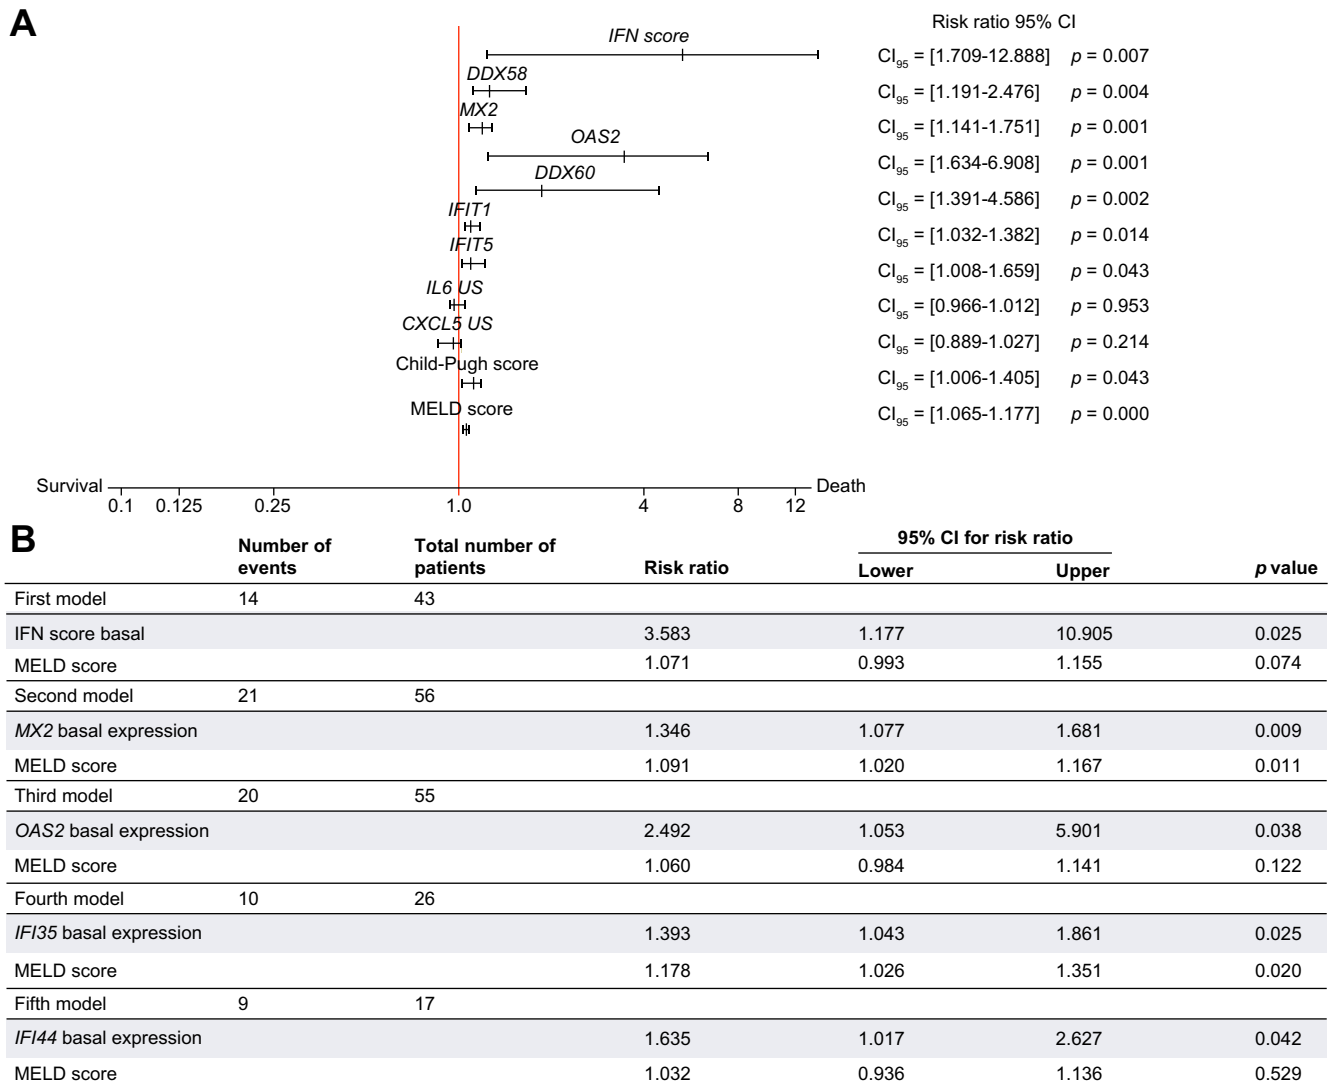 A
Risk ratio 95% CI
IFN score
CI95 = [1.709-12.888] p = 0.007
DDX58
CI95 = [1.191-2.476] p = 0.004
MX2
CI95 = [1.141-1.751] p = 0.001
OAS2
CI95 = [1.634-6.908] p = 0.001
DDX60
CI95 = [1.391-4.586] p = 0.002
IFIT1
CI95 = [1.032-1.382] p = 0.014
IFIT5
CI95 = [1.008-1.659] p = 0.043
IL6 US
CI95 = [0.966-1.012] p = 0.953
CXCL5 US
CI95 = [0.889-1.027] p = 0.214
Child-Pugh score
CI95 = [1.006-1.405] p = 0.043
MELD score
CI95 = [1.065-1.177] p = 0.000
Survival Death
0.1 0.125 0.25 1.0 4 8 12
B
Number of events Total number of patients Risk ratio 95% CI for risk ratio Lower Upper p value
First model 14 43
IFN score basal 3.583 1.177 10.905 0.025
MELD score 1.071 0.993 1.155 0.074
Second model 21 56
MX2 basal expression 1.346 1.077 1.681 0.009
MELD score 1.091 1.020 1.167 0.011
Third model 20 55
OAS2 basal expression 2.492 1.053 5.901 0.038
MELD score 1.060 0.984 1.141 0.122
Fourth model 10 26
IFI35 basal expression 1.393 1.043 1.861 0.025
MELD score 1.178 1.026 1.351 0.020
Fifth model 9 17
IFI44 basal expression 1.635 1.017 2.627 0.042
MELD score 1.032 0.936 1.136 0.529